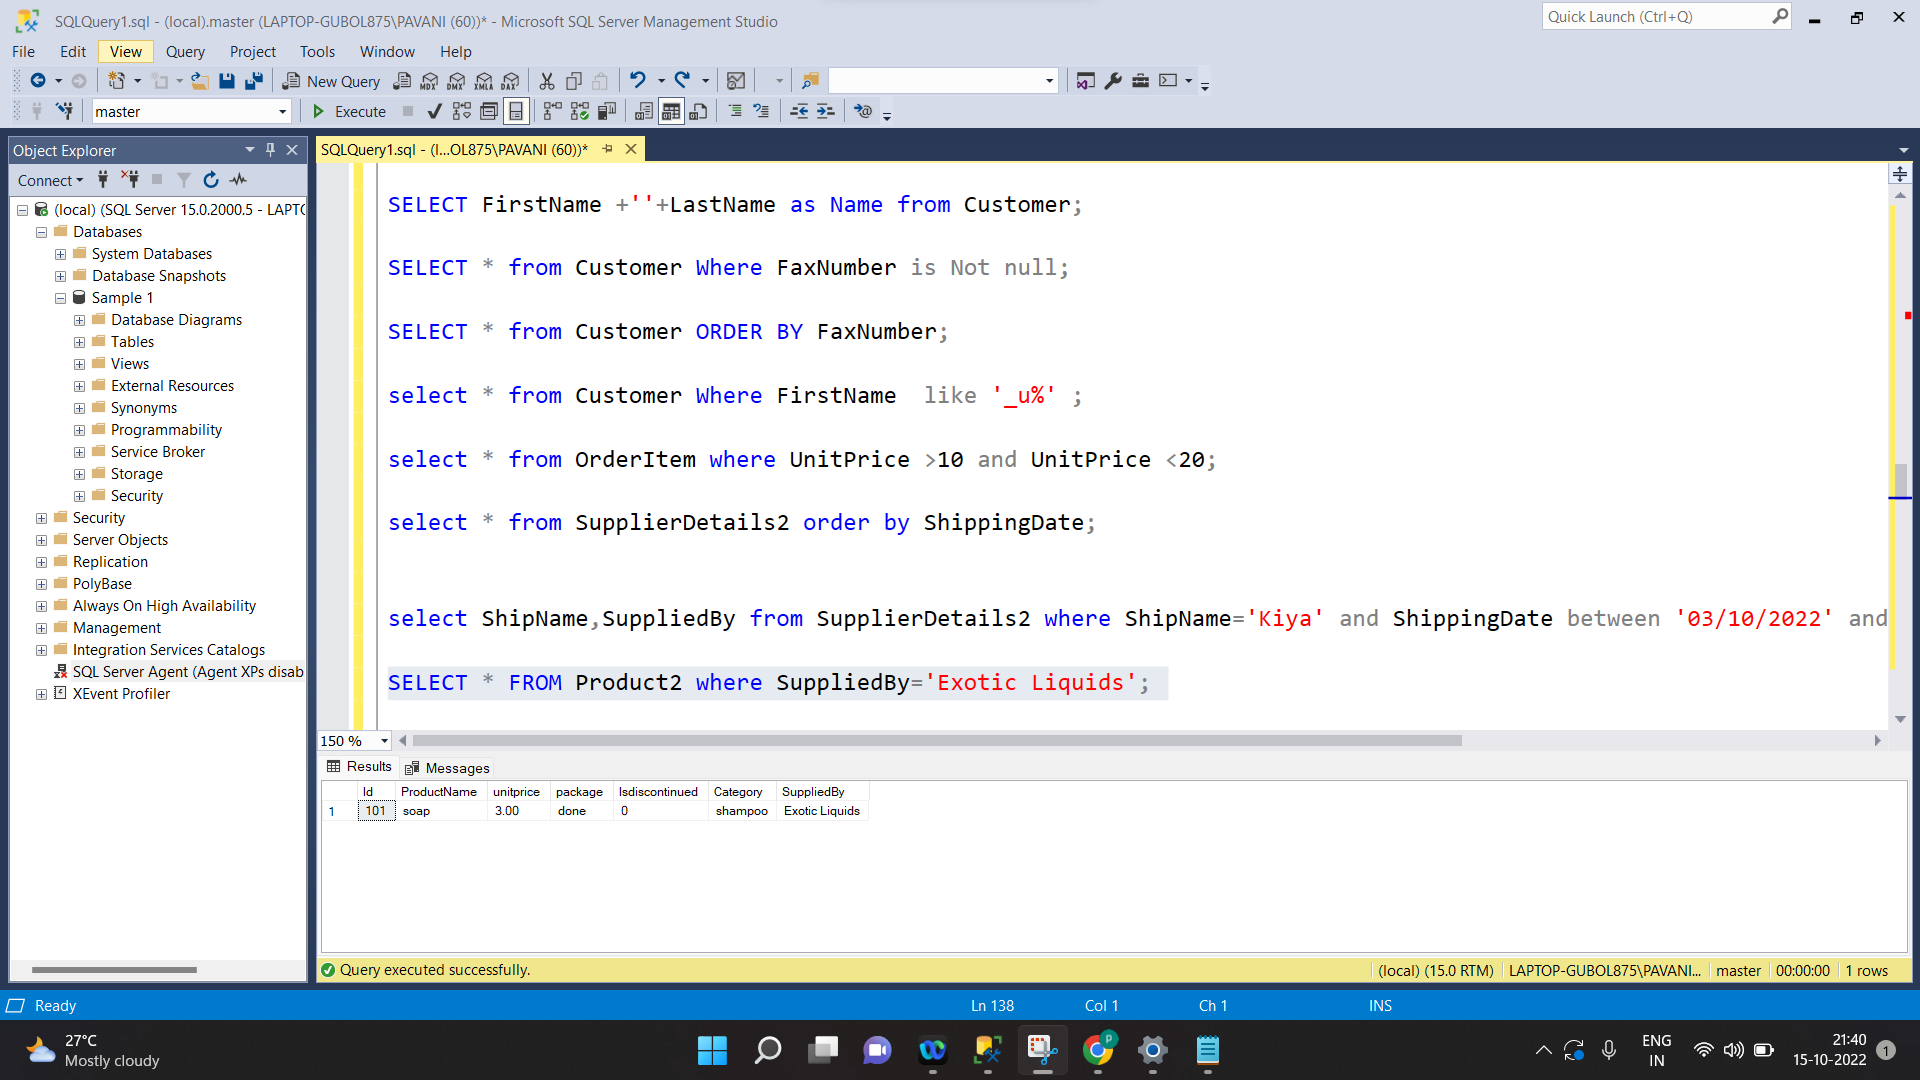 SQLQuery1.sql - (local).master (LAPTOP-GUBOL875\PAVANI (60))* - Microsoft SQL Server Management Studio
Quick Launch (Ctrl+Q)
File Edit View Query Project Tools Window Help
New Query MDX DMX XMLA DAX
master Execute
Object Explorer
SQLQuery1.sql - (l...OL875\PAVANI (60))*
Connect
(local) (SQL Server 15.0.2000.5 - LAPTO
Databases
System Databases
Database Snapshots
Sample 1
Database Diagrams
Tables
Views
External Resources
Synonyms
Programmability
Service Broker
Storage
Security
Security
Server Objects
Replication
PolyBase
Always On High Availability
Management
Integration Services Catalogs
SQL Server Agent (Agent XPs disab
XEvent Profiler
SELECT FirstName +''+LastName as Name from Customer;
SELECT * from Customer Where FaxNumber is Not null;
SELECT * from Customer ORDER BY FaxNumber;
select * from Customer Where FirstName  like '_u%' ;
select * from OrderItem where UnitPrice >10 and UnitPrice <20;
select * from SupplierDetails2 order by ShippingDate;
select ShipName,SuppliedBy from SupplierDetails2 where ShipName='Kiya' and ShippingDate between '03/10/2022' and
SELECT * FROM Product2 where SuppliedBy='Exotic Liquids';
150 %
Results Messages
Id ProductName unitprice package Isdiscontinued Category SuppliedBy
1 101 soap 3.00 done 0 shampoo Exotic Liquids
Query executed successfully.
(local) (15.0 RTM) LAPTOP-GUBOL875\PAVANI... master 00:00:00 1 rows
Ready Ln 138 Col 1 Ch 1 INS
27°C
Mostly cloudy
P
ENG
IN
21:40
15-10-2022
1